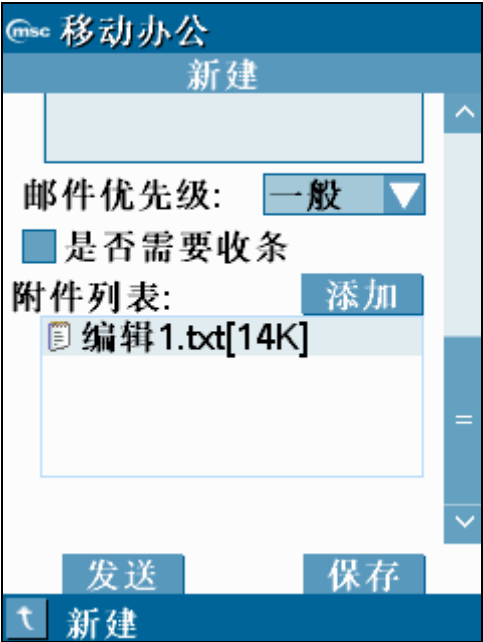 msc 移动办公
新建
邮件优先级: 一般
是否需要收条
附件列表: 添加
编辑1.txt[14K]
发送 保存
新建